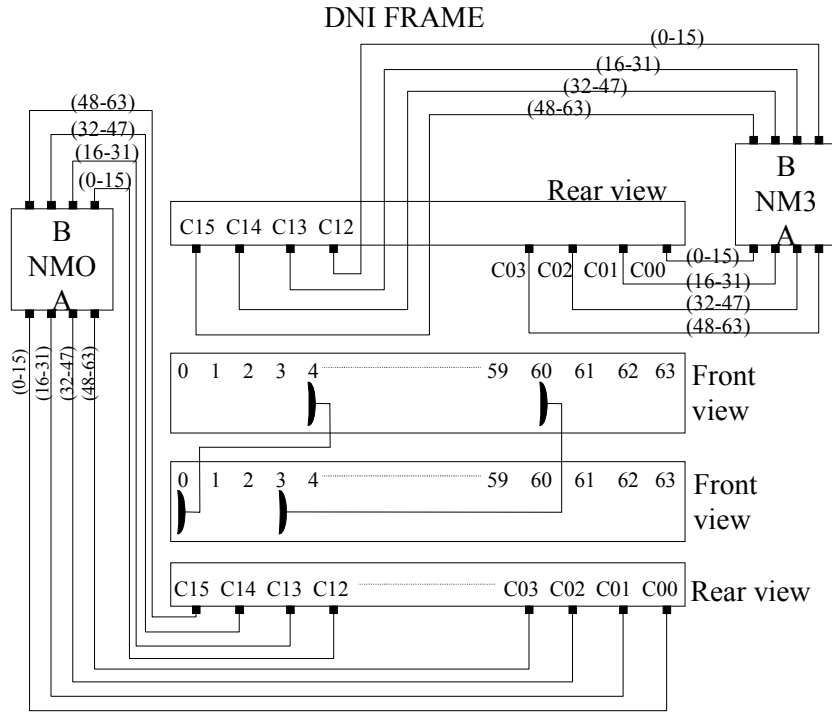 DNI FRAME
(0-15)
(16-31)
(32-47)
(48-63)
(48-63)
(32-47)
(16-31)
(0-15)
B
NM3
A
Rear view
C15 C14 C13 C12
B
NMO
A
C03 C02 C01 C00
(0-15)
(16-31)
(32-47)
(48-63)
(0-15)
(16-31)
(32-47)
(48-63)
0 1 2 3 4 59 60 61 62 63
Front
view
0 1 2 3 4 59 60 61 62 63
Front
view
C15 C14 C13 C12 C03 C02 C01 C00
Rear view